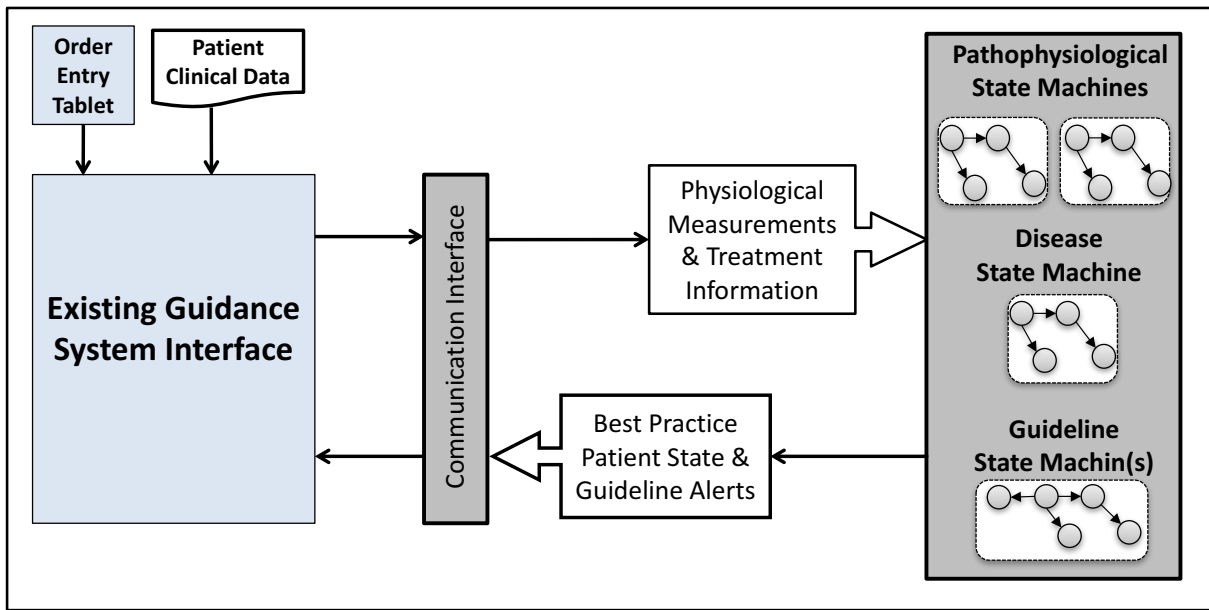 Order
Entry
Tablet
Patient
Clinical Data
Existing Guidance
System Interface
Communication Interface
Physiological
Measurements
& Treatment
Information
Best Practice
Patient State &
Guideline Alerts
Pathophysiological
State Machines
Disease
State Machine
Guideline
State Machin(s)